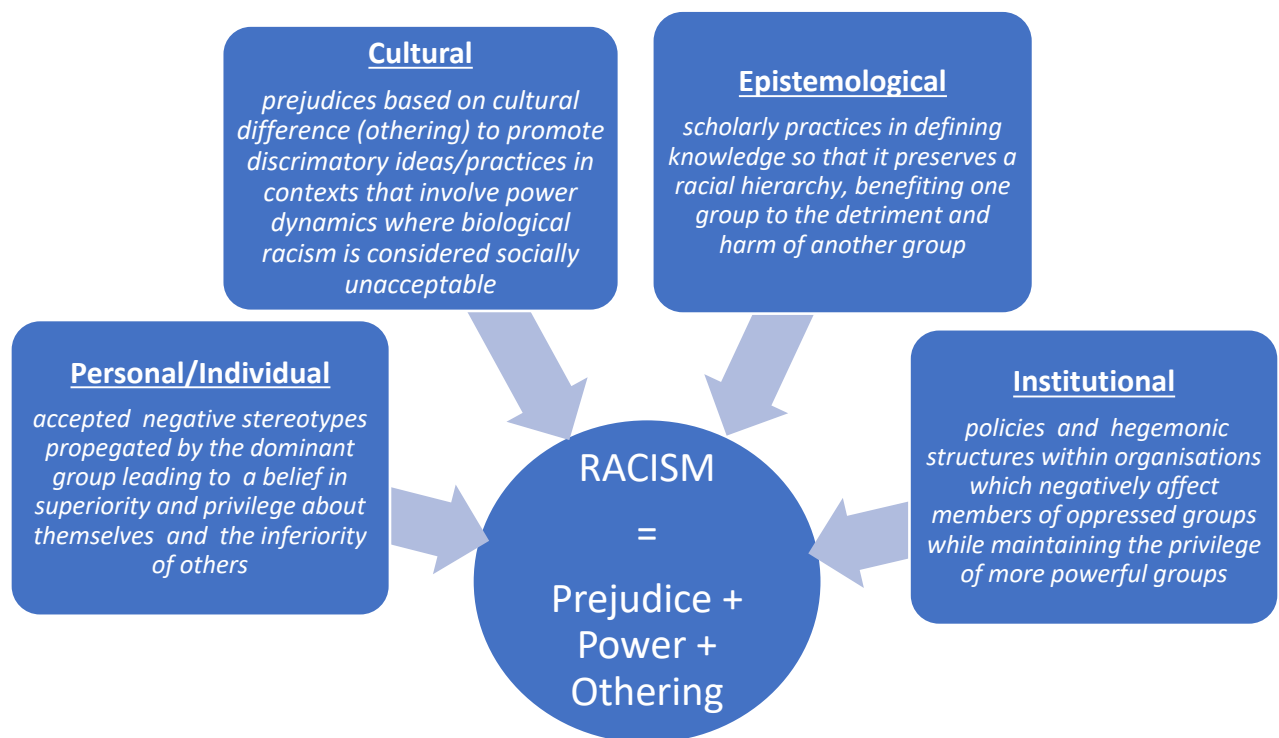 Cultural
prejudices based on cultural
difference (othering) to promote
discrimatory ideas/practices in
contexts that involve power
dynamics where biological
racism is considered socially
unacceptable
Epistemological
scholarly practices in defining
knowledge so that it preserves a
racial hierarchy, benefiting one
group to the detriment and
harm of another group
Personal/Individual
accepted negative stereotypes
propegated by the dominant
group leading to a belief in
superiority and privilege about
themselves and the inferiority
of others
Institutional
policies and hegemonic
structures within organisations
which negatively affect
members of oppressed groups
while maintaining the privilege
of more powerful groups
RACISM
=
Prejudice +
Power +
Othering